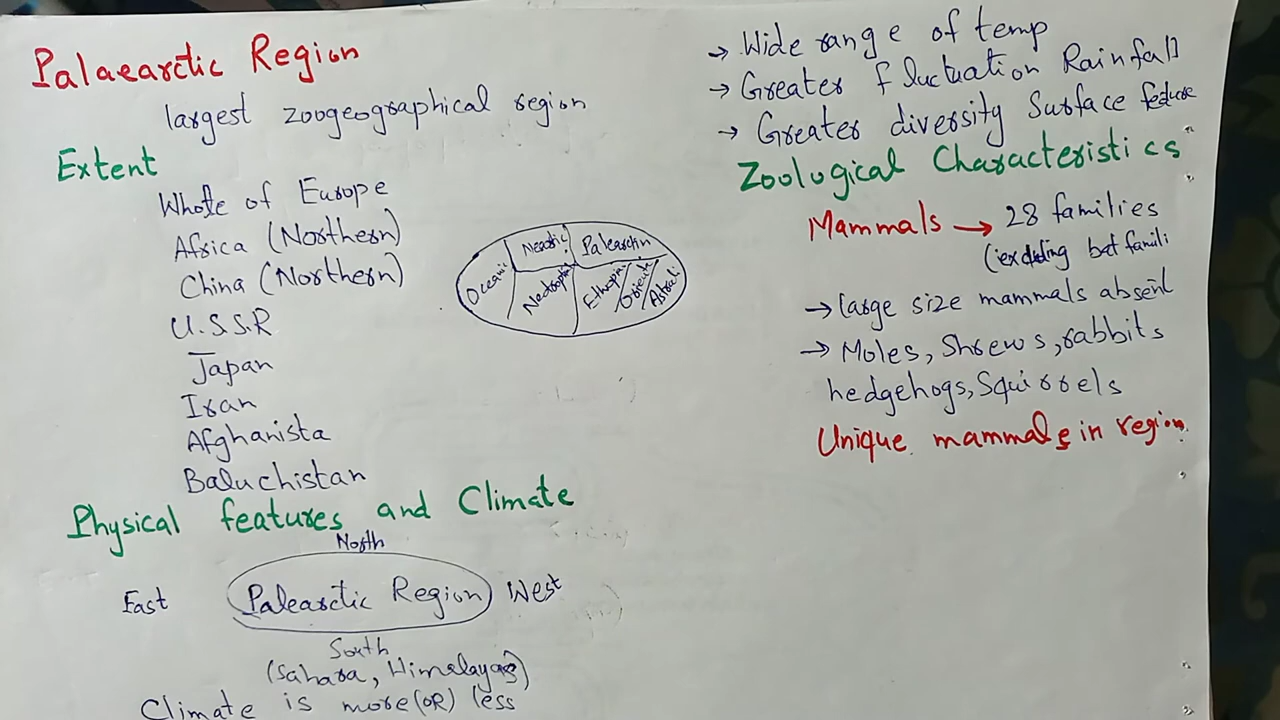 Palaearctic Region
largest zoogeographical region
Extent
Whole of Europe
Africa (Northern)
China (Northern)
U.S.S.R
Japan
Iran
Afghanista
Baluchistan
Oceanic
Palearctic
Physical features and Climate
North
East Palearctic Region West
South
(Sahara, Himalayas)
Climate is more (OR) less
→ Wide range of temp
→ Greater fluctuation Rainfall
→ Greater diversity Surface
Zoological Characteristics
Mammals → 28 families
(excluding bat famili
→ large size mammals absent
→ Moles, Shrews, rabbits
hedgehogs, Squirrels
Unique mammals in region